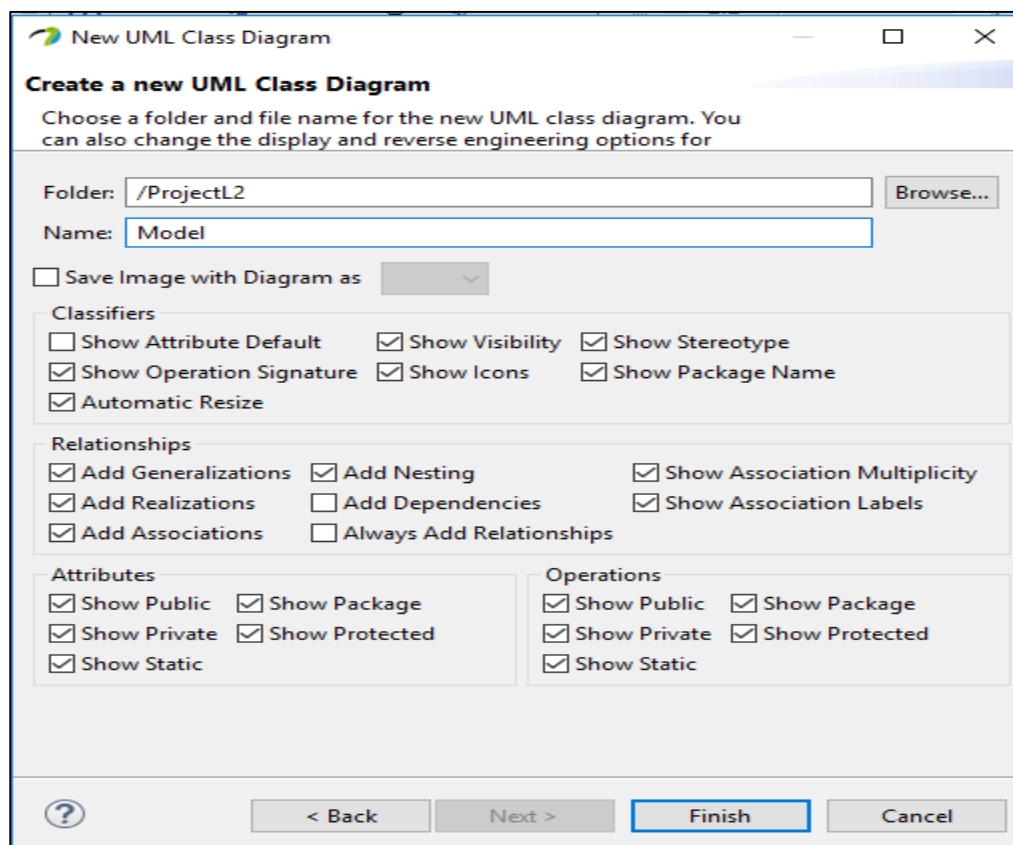 New UML Class Diagram
Create a new UML Class Diagram
Choose a folder and file name for the new UML class diagram. You
can also change the display and reverse engineering options for
Folder: /ProjectL2 Browse...
Name: Model
Save Image with Diagram as
Classifiers
Show Attribute Default Show Visibility Show Stereotype
Show Operation Signature Show Icons Show Package Name
Automatic Resize
Relationships
Add Generalizations Add Nesting Show Association Multiplicity
Add Realizations Add Dependencies Show Association Labels
Add Associations Always Add Relationships
Attributes Operations
Show Public Show Package Show Public Show Package
Show Private Show Protected Show Private Show Protected
Show Static Show Static
? < Back Next > Finish Cancel